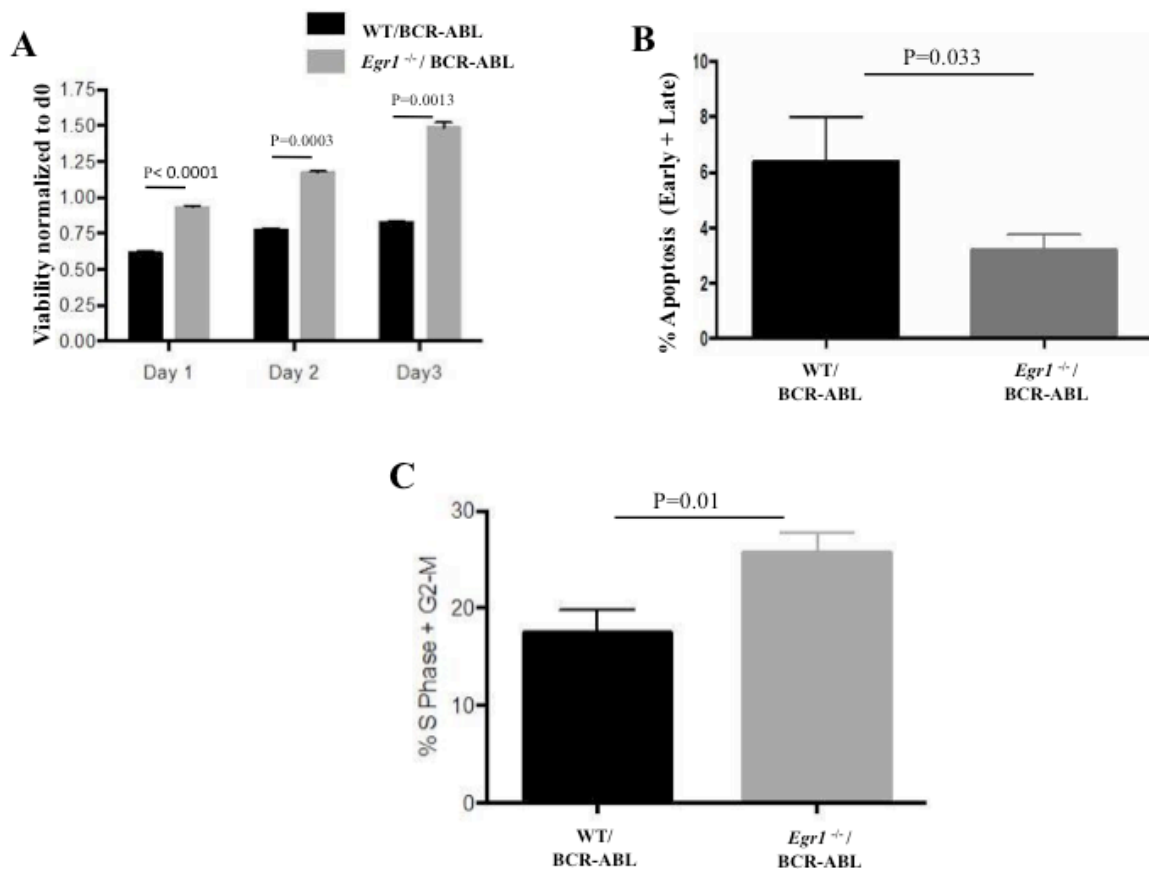 A
WT/BCR-ABL
Egr1 -/-/ BCR-ABL
Viability normalized to d0
1.75
1.50
1.25
1.00
0.75
0.50
0.25
0.00
P< 0.0001
P=0.0003
P=0.0013
Day 1
Day 2
Day3
B
P=0.033
% Apoptosis (Early + Late)
10
8
6
4
2
0
WT/
BCR-ABL
Egr1 -/-/
BCR-ABL
C
P=0.01
% S Phase + G2-M
30
20
10
0
WT/
BCR-ABL
Egr1 -/-/
BCR-ABL